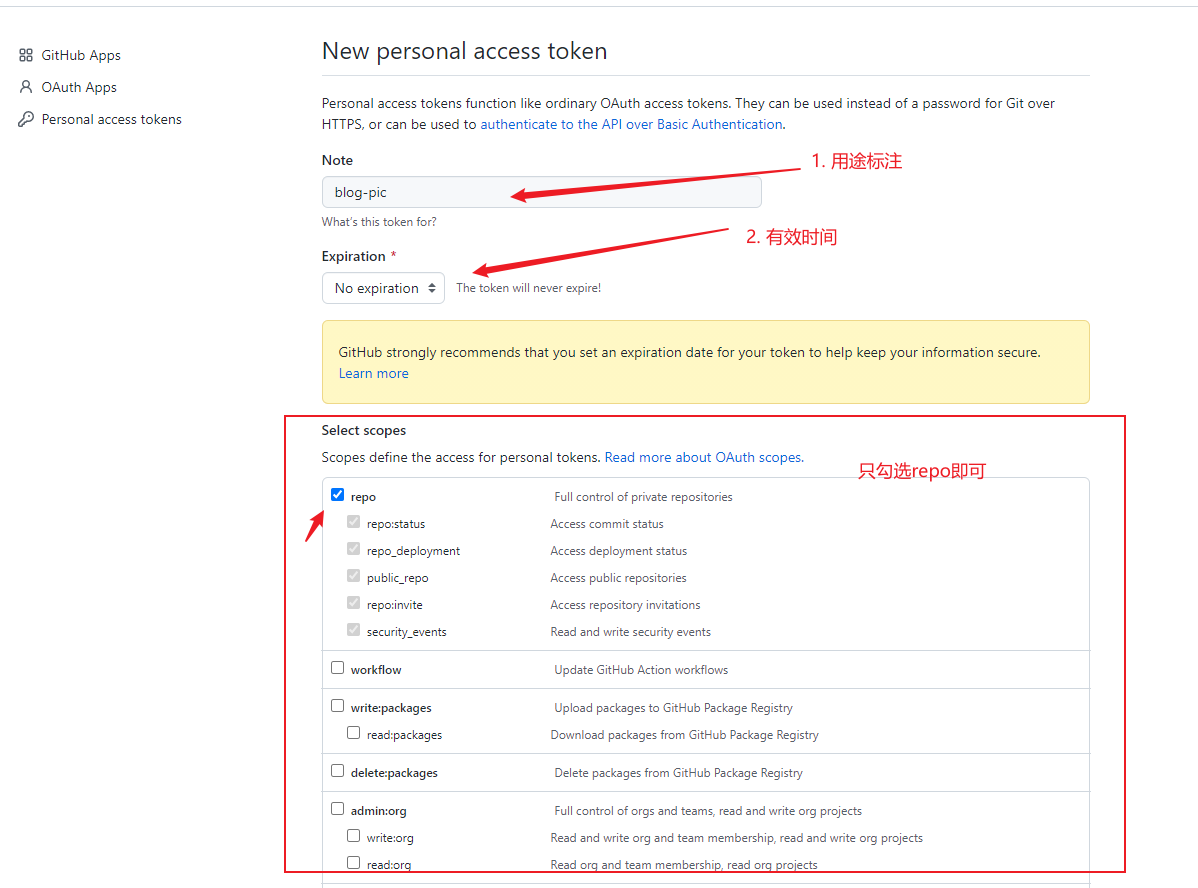 GitHub Apps
OAuth Apps
Personal access tokens
New personal access token
Personal access tokens function like ordinary OAuth access tokens. They can be used instead of a password for Git over
HTTPS, or can be used to authenticate to the API over Basic Authentication.
Note
1. 用途标注
blog-pic
What's this token for?
2. 有效时间
Expiration *
No expiration The token will never expire!
GitHub strongly recommends that you set an expiration date for your token to help keep your information secure.
Learn more
Select scopes
Scopes define the access for personal tokens. Read more about OAuth scopes.
只勾选repo即可
repo Full control of private repositories
repo:status Access commit status
repo_deployment Access deployment status
public_repo Access public repositories
repo:invite Access repository invitations
security_events Read and write security events
workflow Update GitHub Action workflows
write:packages Upload packages to GitHub Package Registry
read:packages Download packages from GitHub Package Registry
delete:packages Delete packages from GitHub Package Registry
admin:org Full control of orgs and teams, read and write org projects
write:org Read and write org and team membership, read and write org projects
read:org Read org and team membership, read org projects